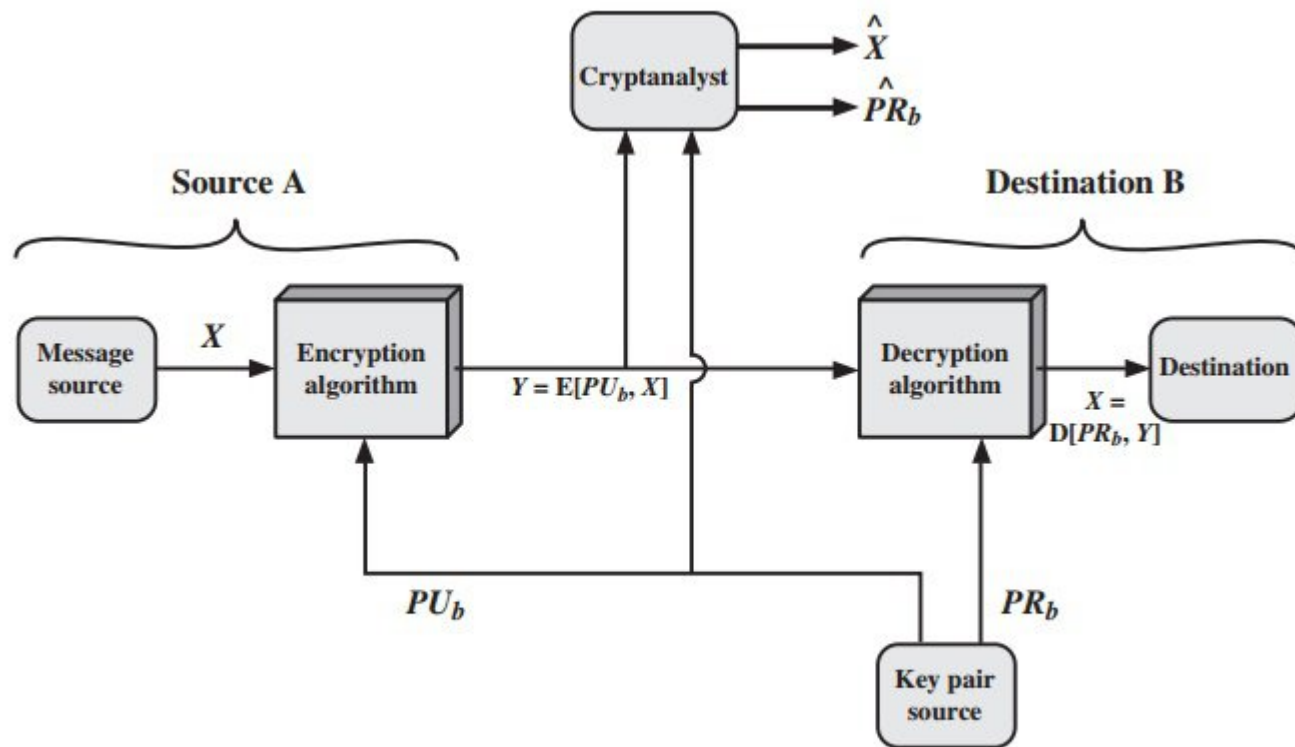 Cryptanalyst
X̂
P̂R_b
Source A
Destination B
Message
source
X
Encryption
algorithm
Y = E[PU_b, X]
Decryption
algorithm
X =
D[PR_b, Y]
Destination
PU_b
PR_b
Key pair
source